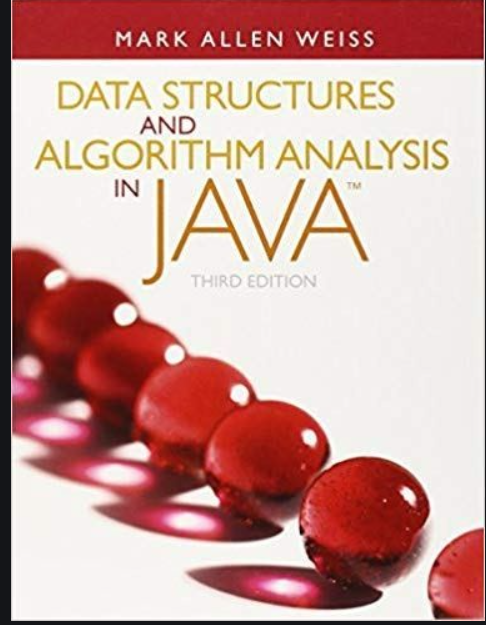 MARK ALLEN WEISS
DATA STRUCTURES
AND
ALGORITHM ANALYSIS
IN JAVA™
THIRD EDITION